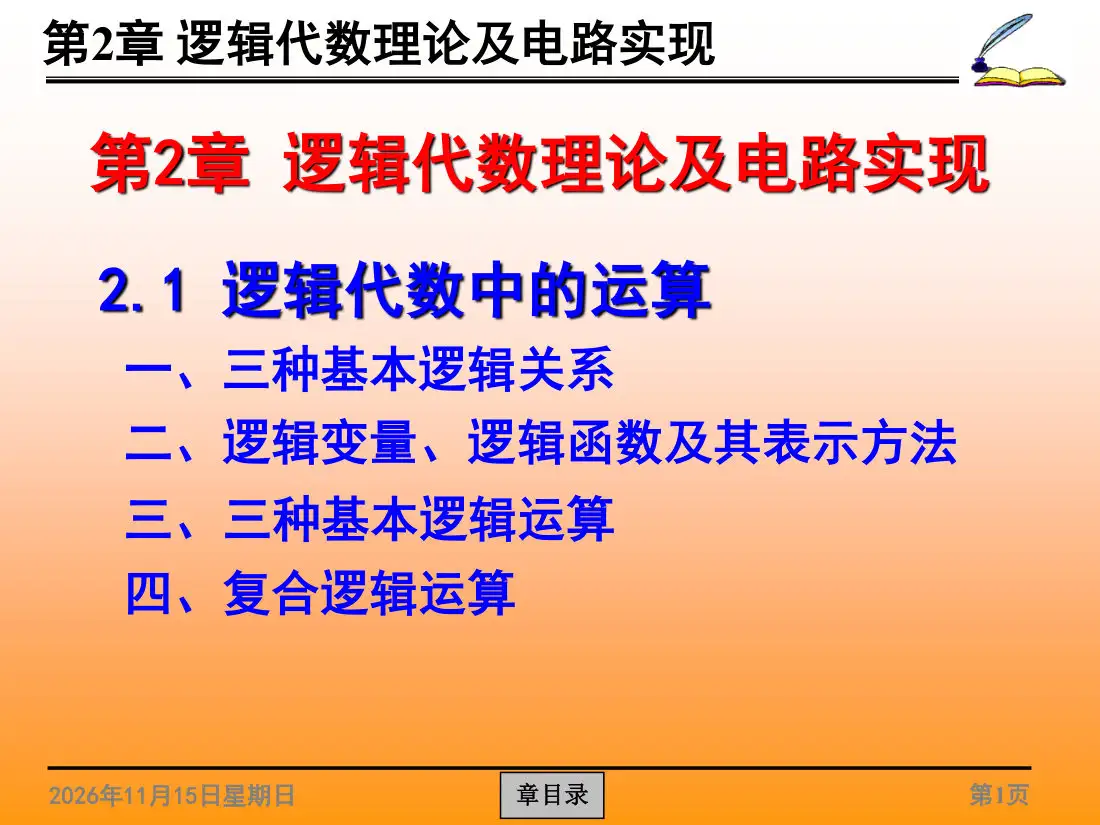 第2章 逻辑代数理论及电路实现
第2章 逻辑代数理论及电路实现
2.1 逻辑代数中的运算
一、三种基本逻辑关系
二、逻辑变量、逻辑函数及其表示方法
三、三种基本逻辑运算
四、复合逻辑运算
2026年11月15日星期日
章目录
第1页